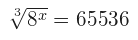 ∛(8^x) = 65536